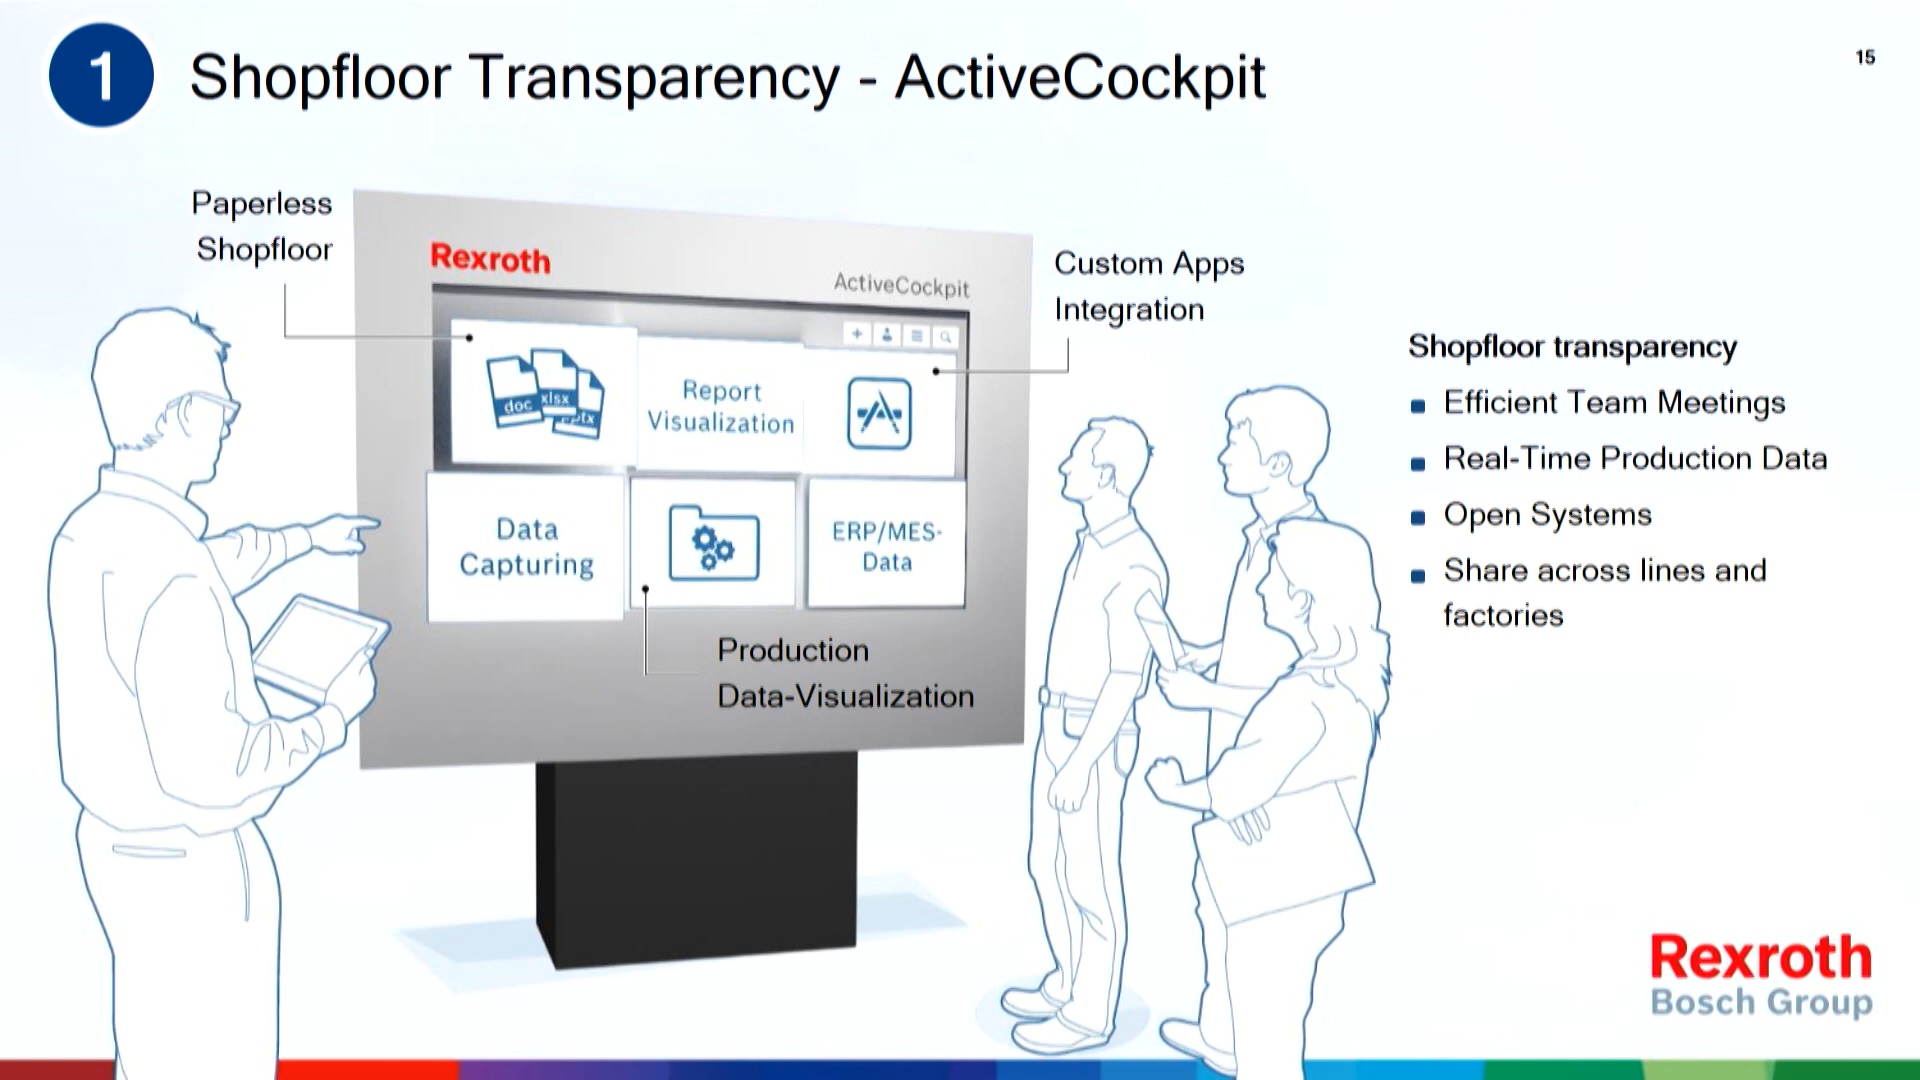 1
Shopfloor Transparency - ActiveCockpit
15
Paperless
Shopfloor
Rexroth
ActiveCockpit
Custom Apps
Integration
doc
xlsx
Report
Visualization
Data
Capturing
ERP/MES-
Data
Production
Data-Visualization
Shopfloor transparency
Efficient Team Meetings
Real-Time Production Data
Open Systems
Share across lines and
factories
Rexroth
Bosch Group